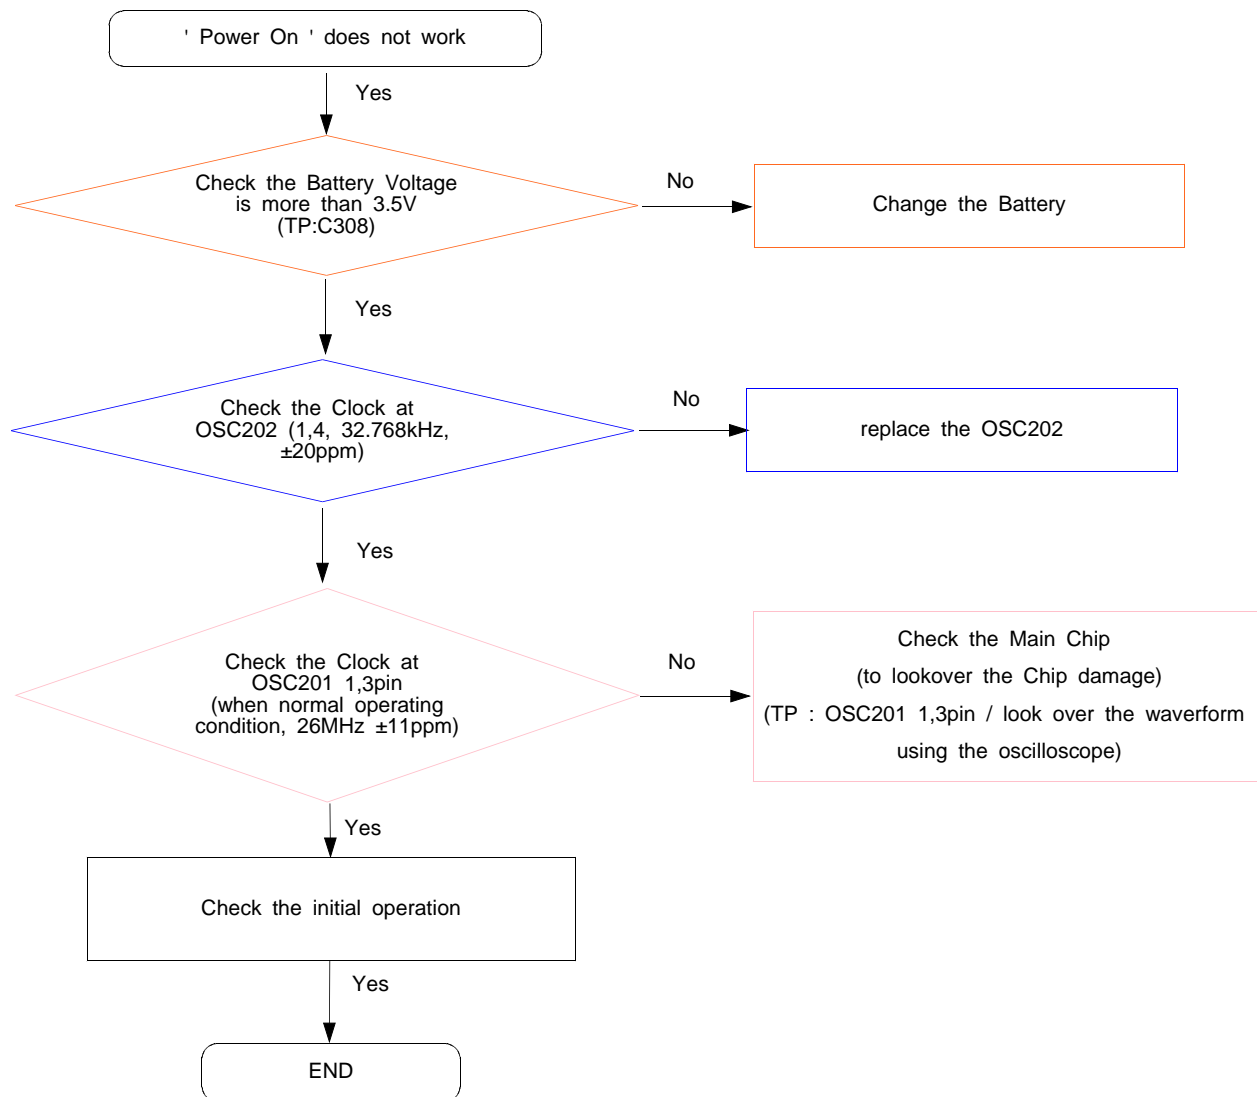 ' Power On ' does not work
Yes
Check the Battery Voltage
is more than 3.5V
(TP:C308)
No
Change the Battery
Yes
Check the Clock at
OSC202 (1,4, 32.768kHz,
±20ppm)
No
replace the OSC202
Yes
Check the Clock at
OSC201 1,3pin
(when normal operating
condition, 26MHz ±11ppm)
No
Check the Main Chip
(to lookover the Chip damage)
(TP : OSC201 1,3pin / look over the waverform
using the oscilloscope)
Yes
Check the initial operation
Yes
END